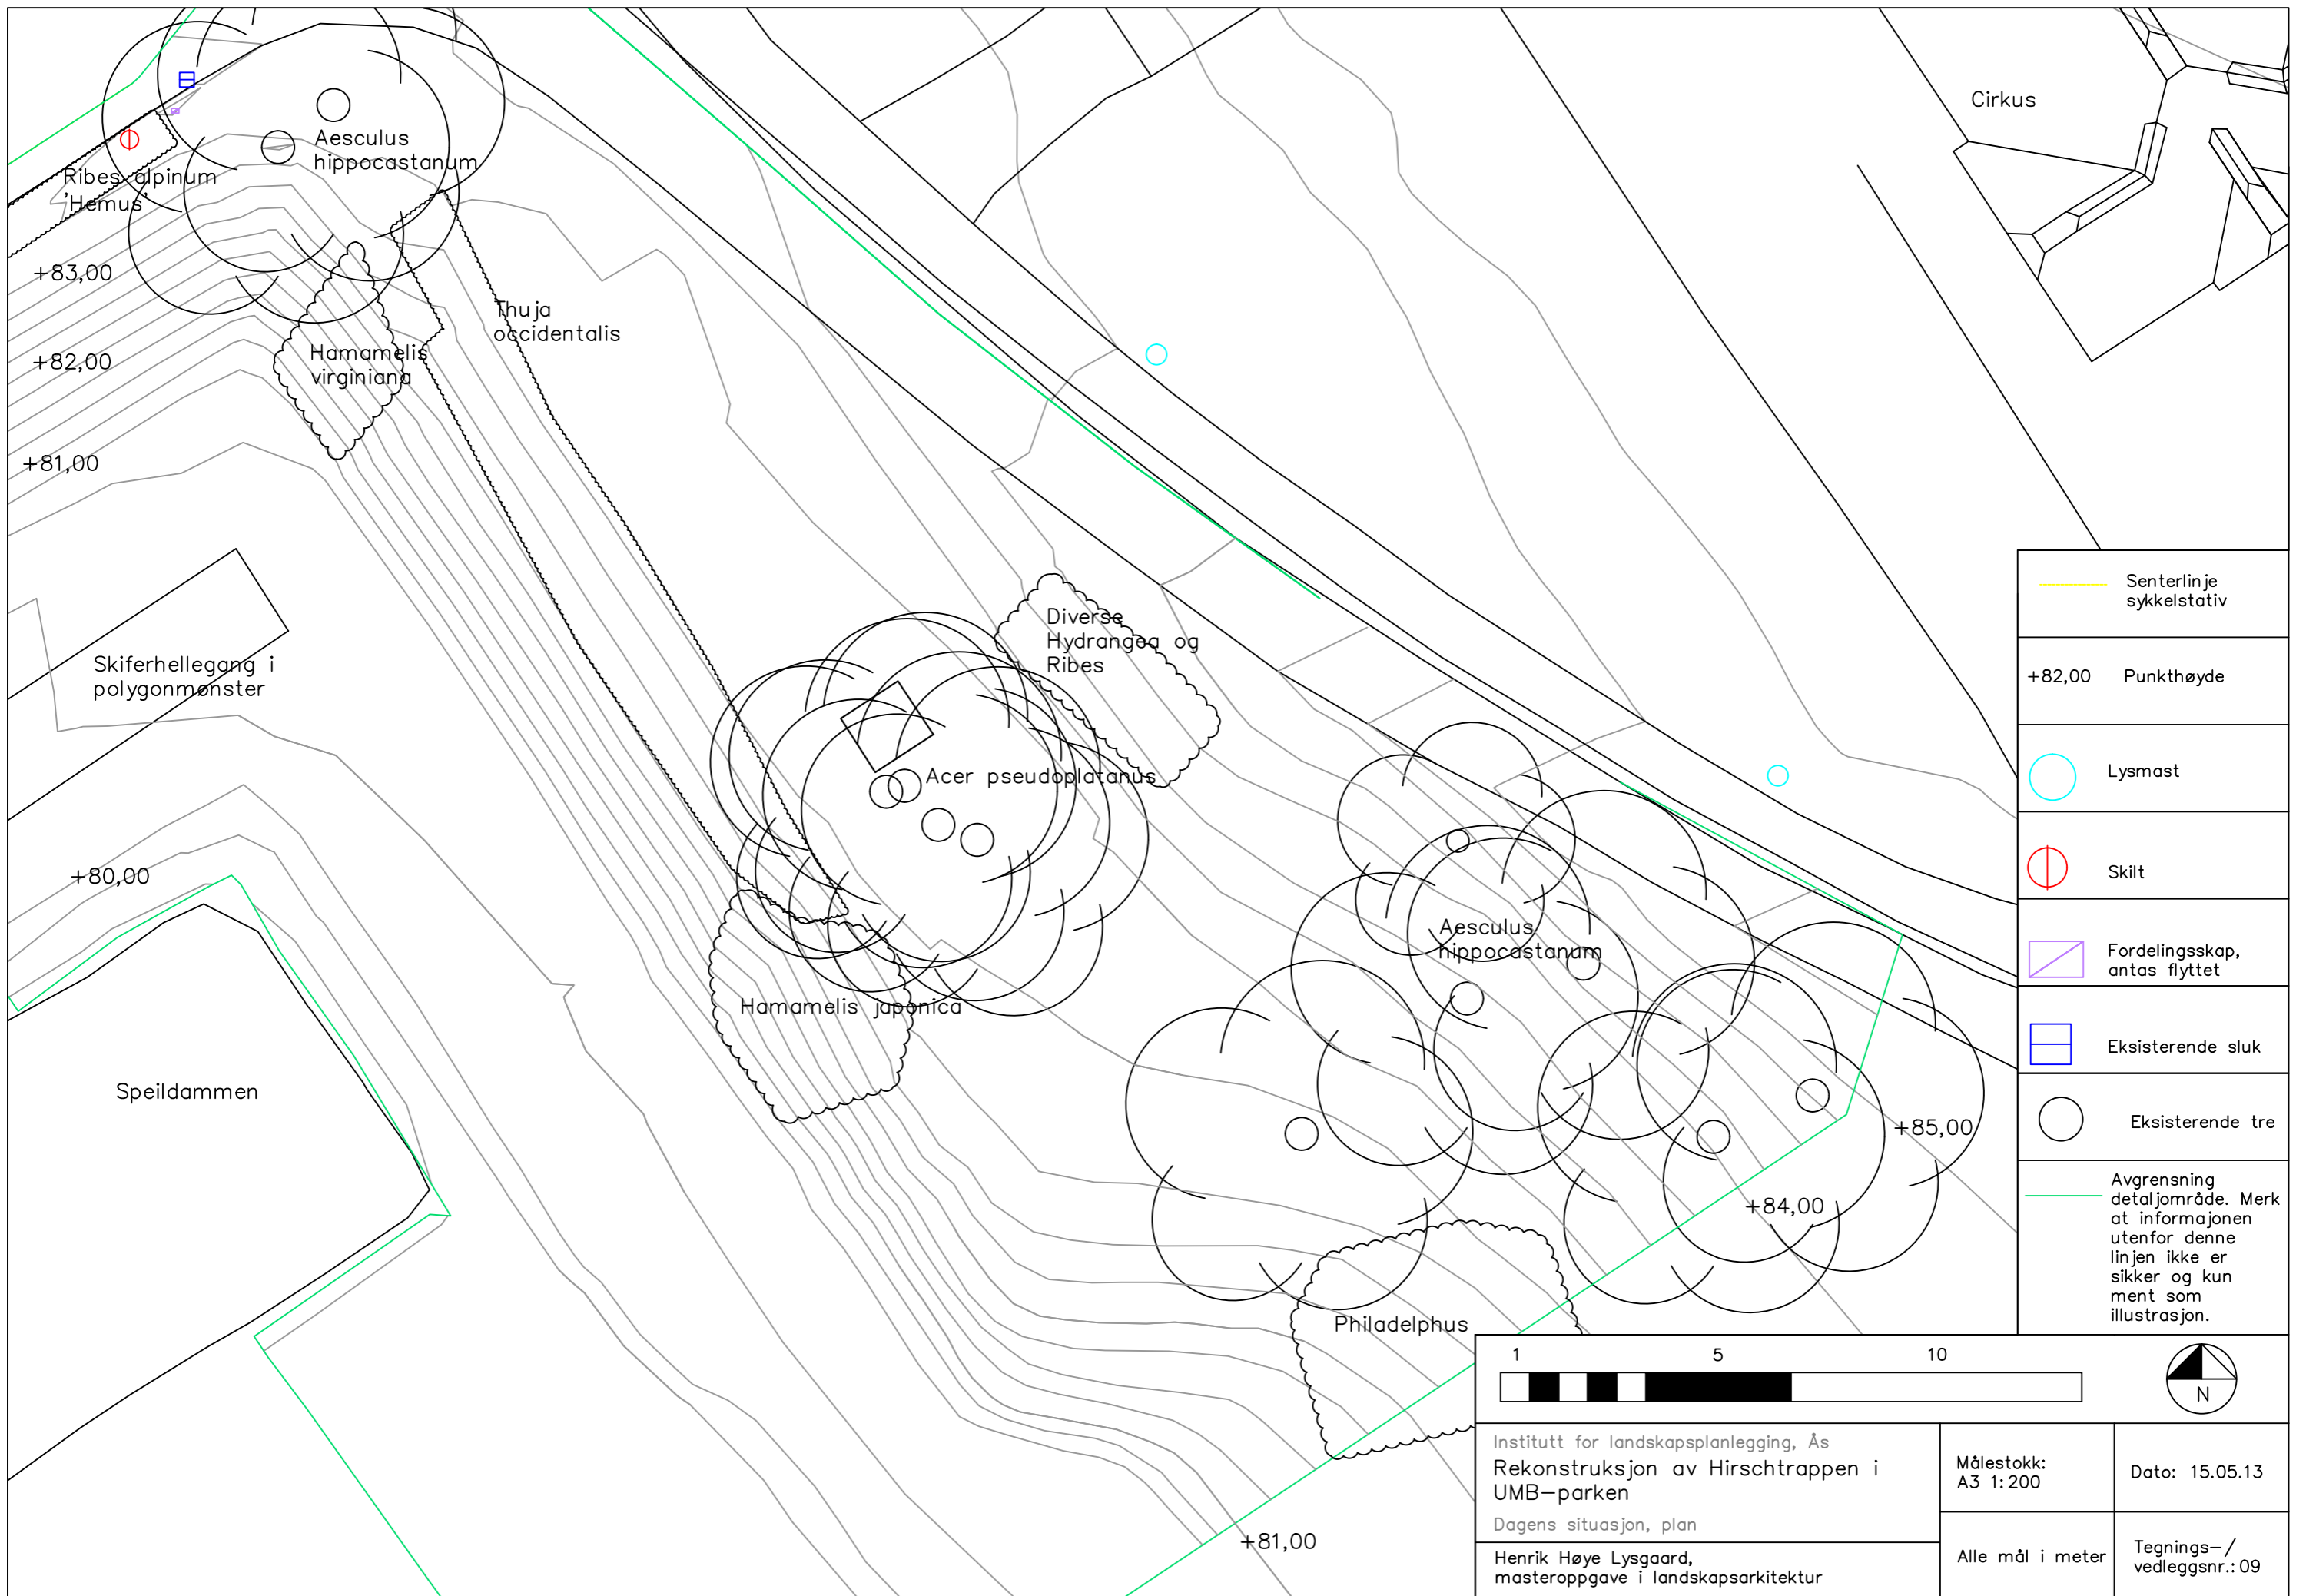 Cirkus
Aesculus
hippocastanum
Ribes alpinum
'Hemus'
+83,00
Thuja
occidentalis
Hamamelis
virginiana
+82,00
+81,00
Diverse
Hydrangea og
Ribes
Skiferhellegang i
polygonmønster
Acer pseudoplatanus
+80,00
Aesculus
hippocastanum
Hamamelis japonica
Speildammen
+85,00
+84,00
Philadelphus
+81,00
Senterlinje
sykkelstativ
+82,00 Punkthøyde
Lysmast
Skilt
Fordelingsskap,
antas flyttet
Eksisterende sluk
Eksisterende tre
Avgrensning
detaljområde. Merk
at informajonen
utenfor denne
linjen ikke er
sikker og kun
ment som
illustrasjon.
1 5 10
N
Institutt for landskapsplanlegging, Ås
Rekonstruksjon av Hirschtrappen i
UMB-parken
Dagens situasjon, plan
Henrik Høye Lysgaard,
masteroppgave i landskapsarkitektur
Målestokk:
A3 1:200
Dato: 15.05.13
Alle mål i meter
Tegnings-/
vedleggsnr.: 09